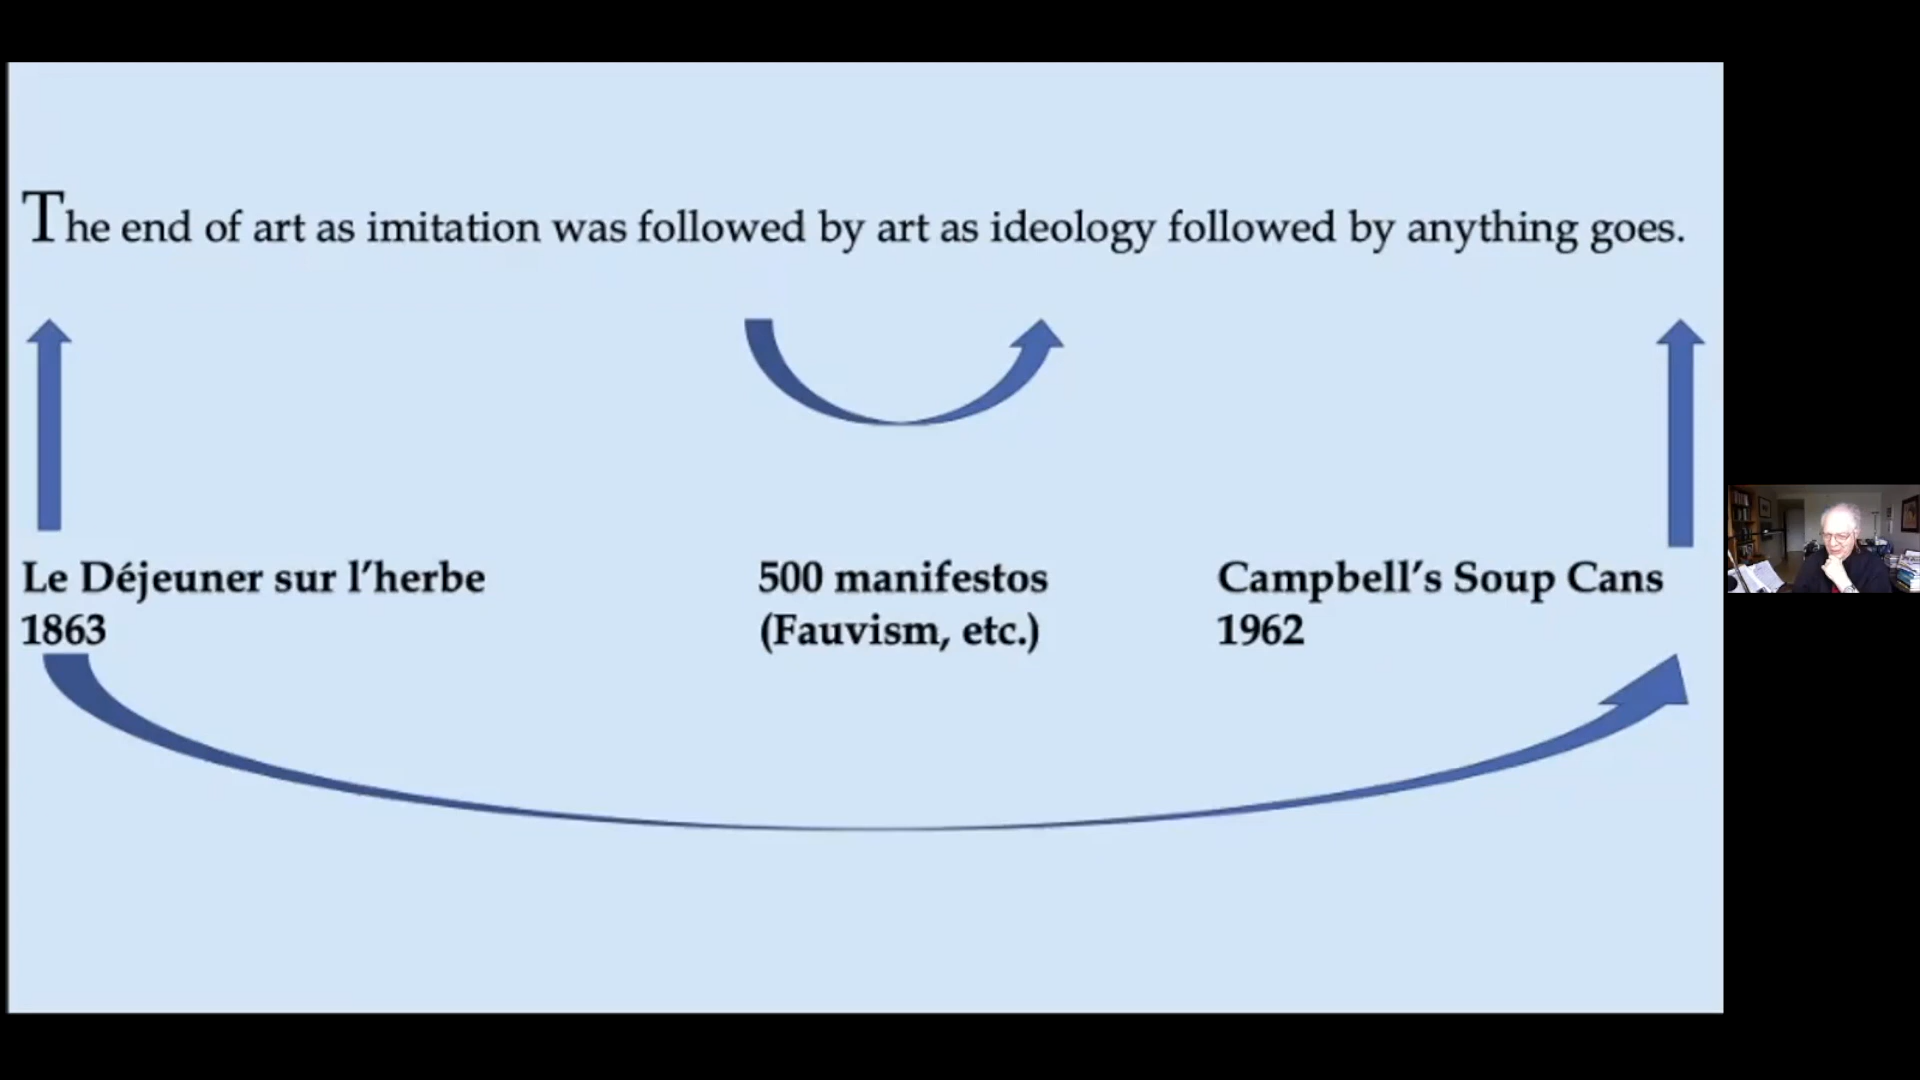 The end of art as imitation was followed by art as ideology followed by anything goes.
Le Déjeuner sur l’herbe
1863
500 manifestos
(Fauvism, etc.)
Campbell’s Soup Cans
1962